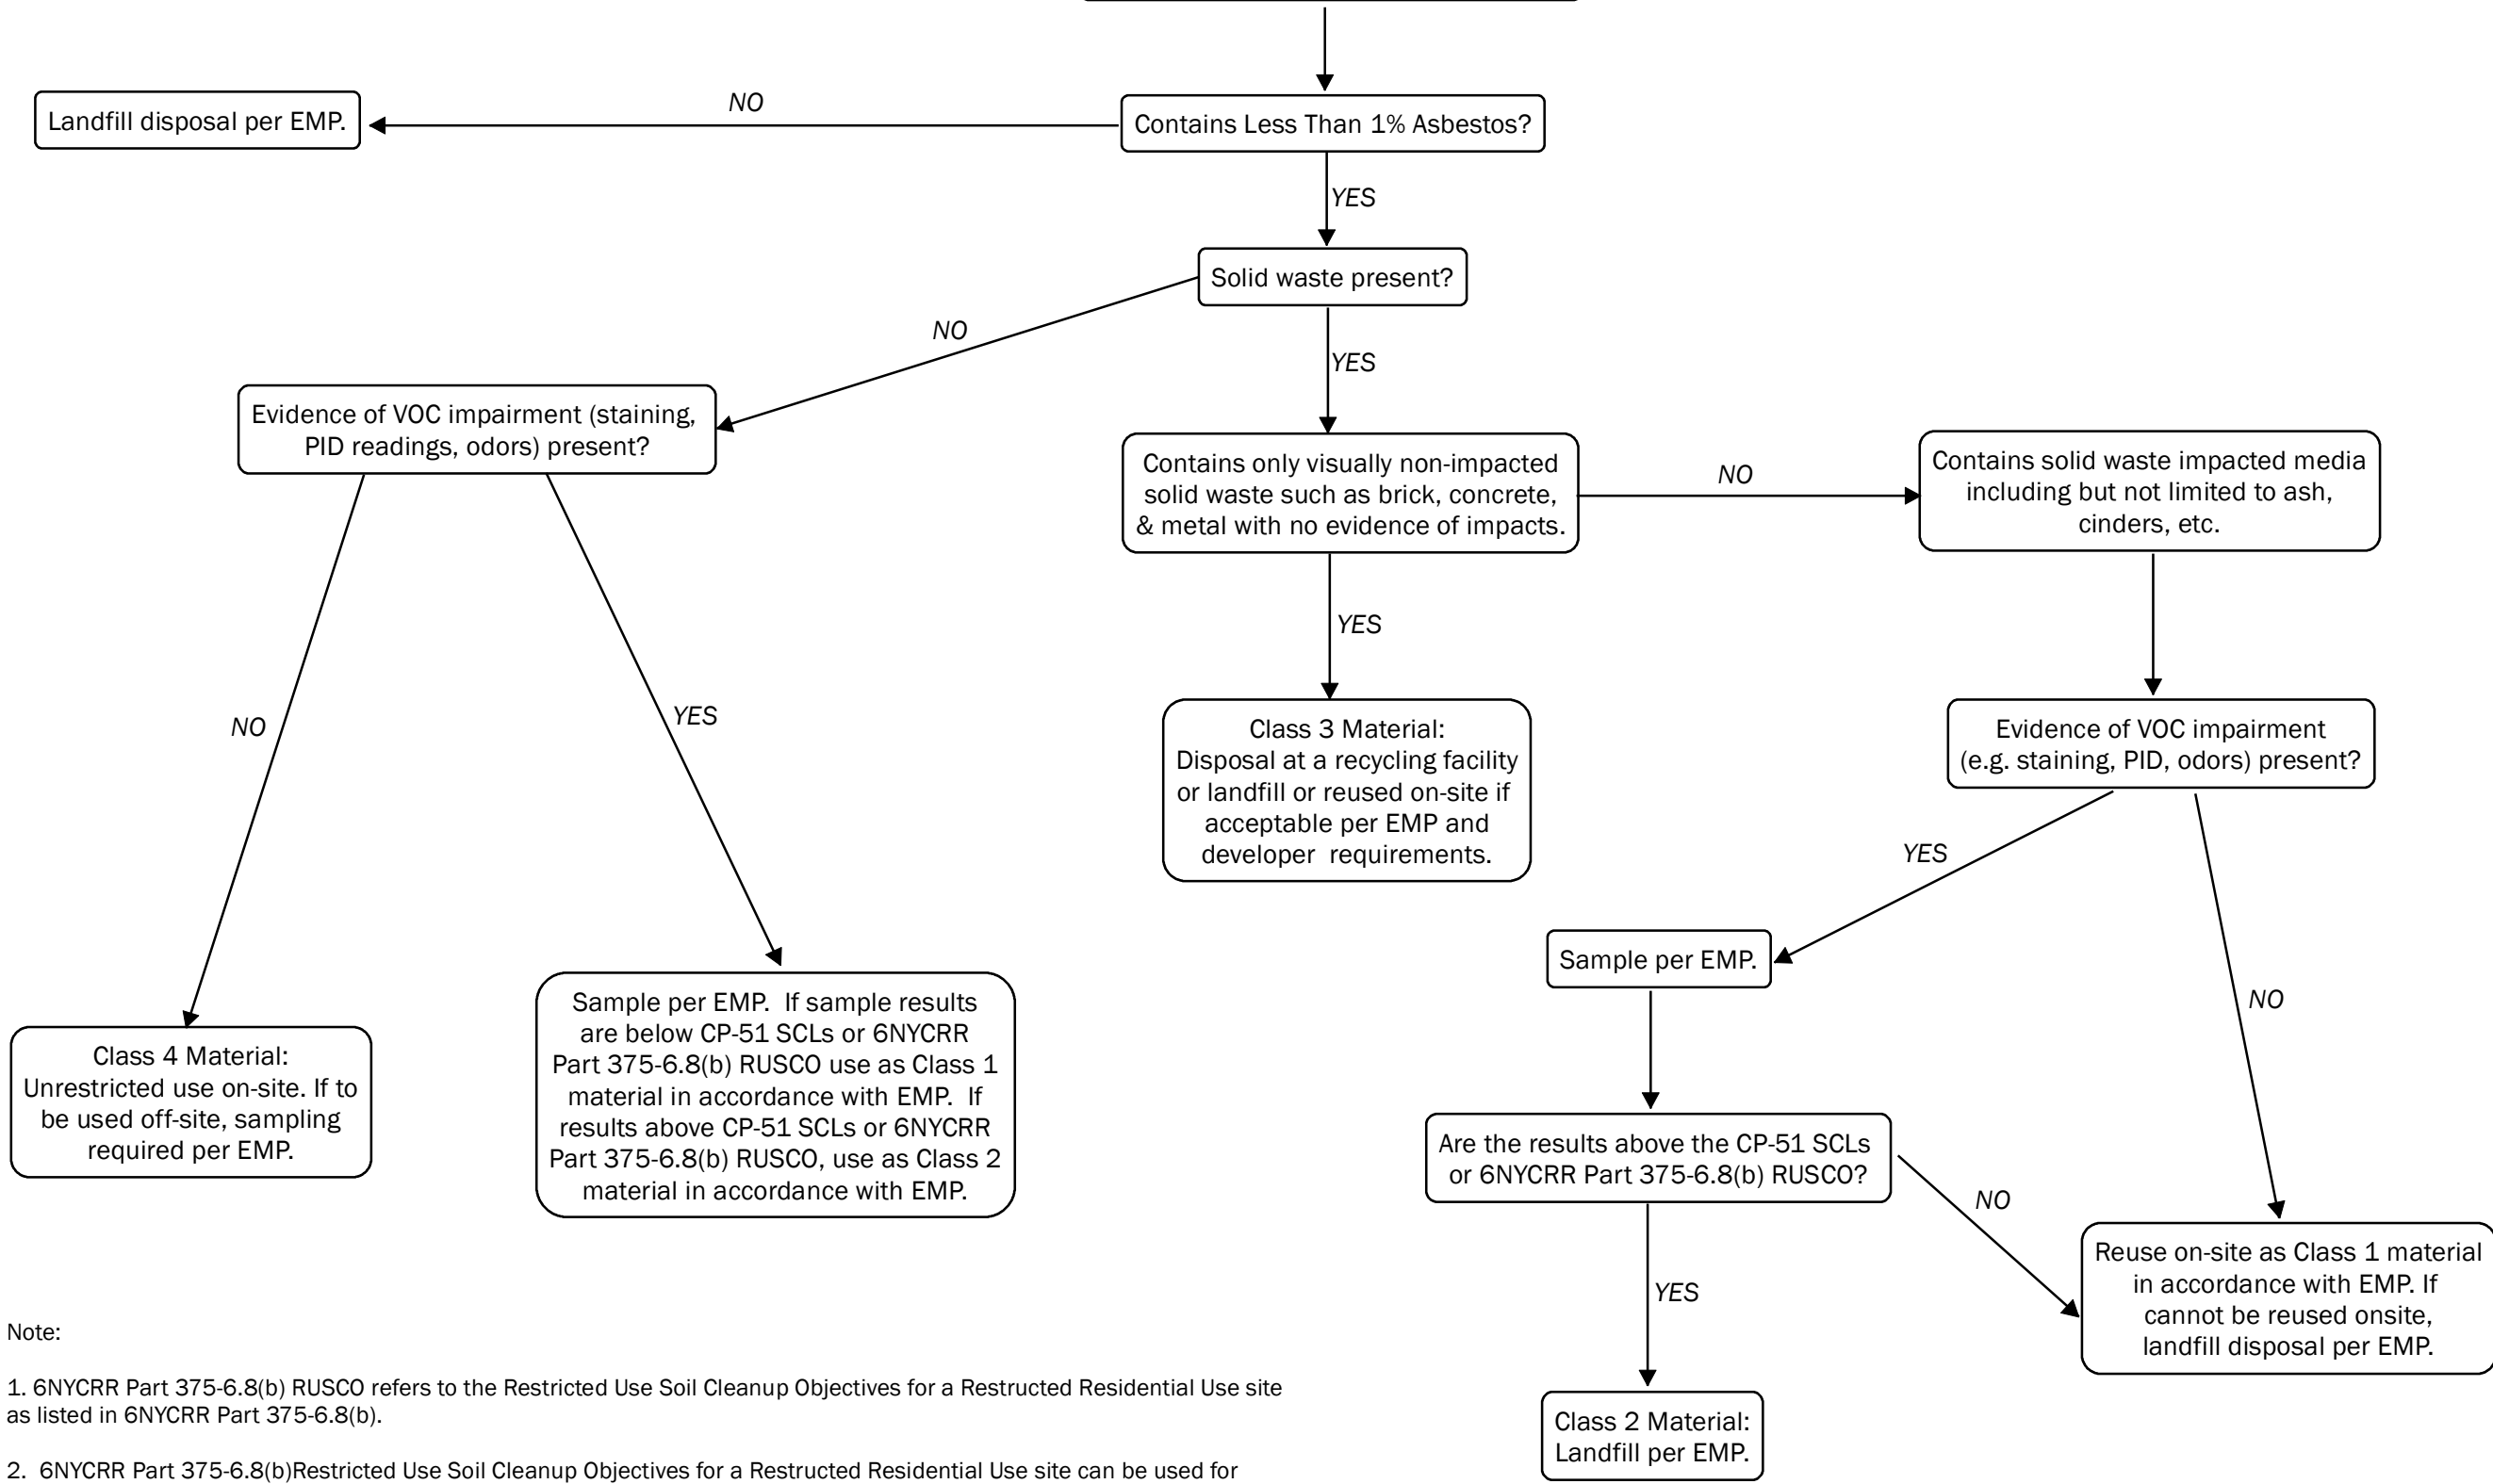 NO
Landfill disposal per EMP.
Contains Less Than 1% Asbestos?
YES
Solid waste present?
NO
YES
Evidence of VOC impairment (staining,
PID readings, odors) present?
Contains only visually non-impacted
solid waste such as brick, concrete,
& metal with no evidence of impacts.
NO
Contains solid waste impacted media
including but not limited to ash,
cinders, etc.
YES
NO
YES
Class 3 Material:
Disposal at a recycling facility
or landfill or reused on-site if
acceptable per EMP and
developer requirements.
Evidence of VOC impairment
(e.g. staining, PID, odors) present?
YES
NO
Sample per EMP.
Class 4 Material:
Unrestricted use on-site. If to
be used off-site, sampling
required per EMP.
Sample per EMP. If sample results
are below CP-51 SCLs or 6NYCRR
Part 375-6.8(b) RUSCO use as Class 1
material in accordance with EMP. If
results above CP-51 SCLs or 6NYCRR
Part 375-6.8(b) RUSCO, use as Class 2
material in accordance with EMP.
Are the results above the CP-51 SCLs
or 6NYCRR Part 375-6.8(b) RUSCO?
NO
YES
Reuse on-site as Class 1 material
in accordance with EMP. If
cannot be reused onsite,
landfill disposal per EMP.
Class 2 Material:
Landfill per EMP.
Note:
1. 6NYCRR Part 375-6.8(b) RUSCO refers to the Restricted Use Soil Cleanup Objectives for a Restructed Residential Use site
as listed in 6NYCRR Part 375-6.8(b).
2. 6NYCRR Part 375-6.8(b)Restricted Use Soil Cleanup Objectives for a Restructed Residential Use site can be used for